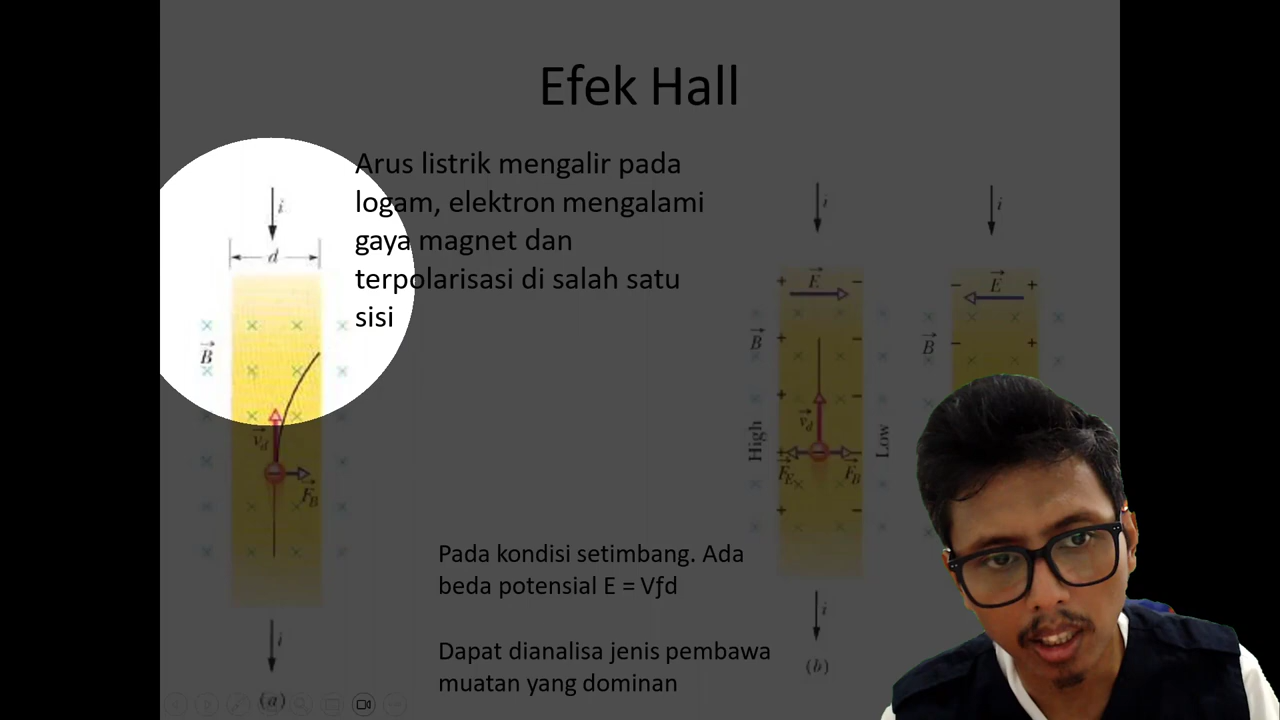 Efek Hall
Arus listrik mengalir pada
logam, elektron mengalami
gaya magnet dan
terpolarisasi di salah satu
sisi
i
d
B
v_d
F_B
i
(a)
Pada kondisi setimbang. Ada
beda potensial E = Vfd
Dapat dianalisa jenis pembawa
muatan yang dominan
i
+ E −
B
+ −
+ −
High
v_d
Low
F_E
F_B
+ −
i
(b)
i
− E +
B
− +